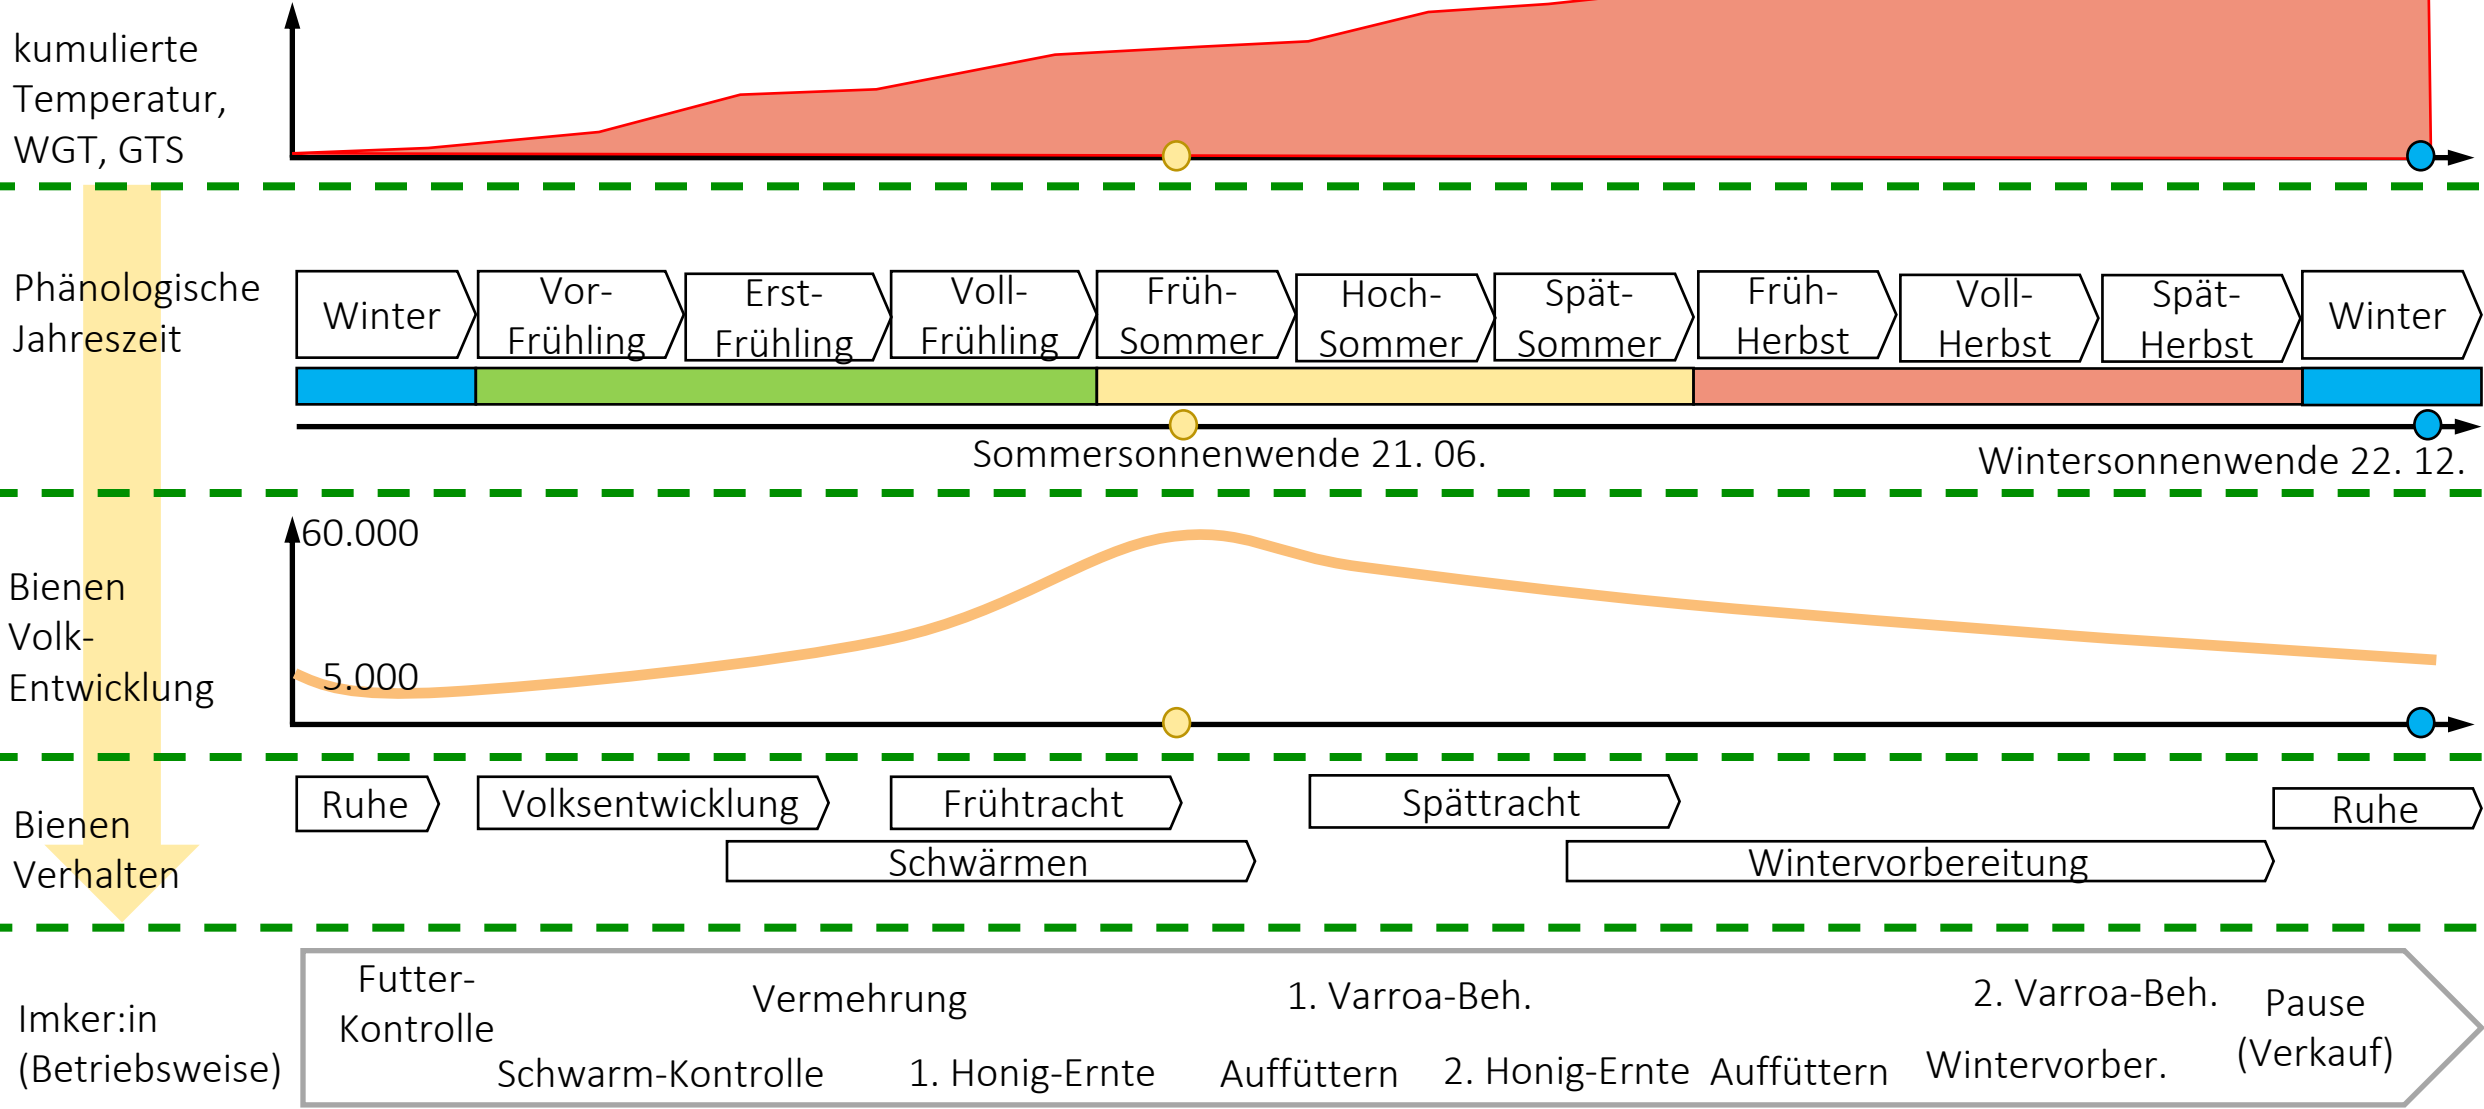 kumulierte
Temperatur,
WGT, GTS
Phänologische
Jahreszeit
Winter
Vor-
Frühling
Erst-
Frühling
Voll-
Frühling
Früh-
Sommer
Hoch-
Sommer
Spät-
Sommer
Früh-
Herbst
Voll-
Herbst
Spät-
Herbst
Winter
Sommersonnenwende 21. 06.
Wintersonnenwende 22. 12.
Bienen
Volk-
Entwicklung
60.000
5.000
Bienen
Verhalten
Ruhe
Volksentwicklung
Frühtracht
Spättracht
Ruhe
Schwärmen
Wintervorbereitung
Imker:in
(Betriebsweise)
Futter-
Kontrolle
Vermehrung
1. Varroa-Beh.
2. Varroa-Beh.
Pause
(Verkauf)
Schwarm-Kontrolle
1. Honig-Ernte
Auffüttern
2. Honig-Ernte
Auffüttern
Wintervorber.